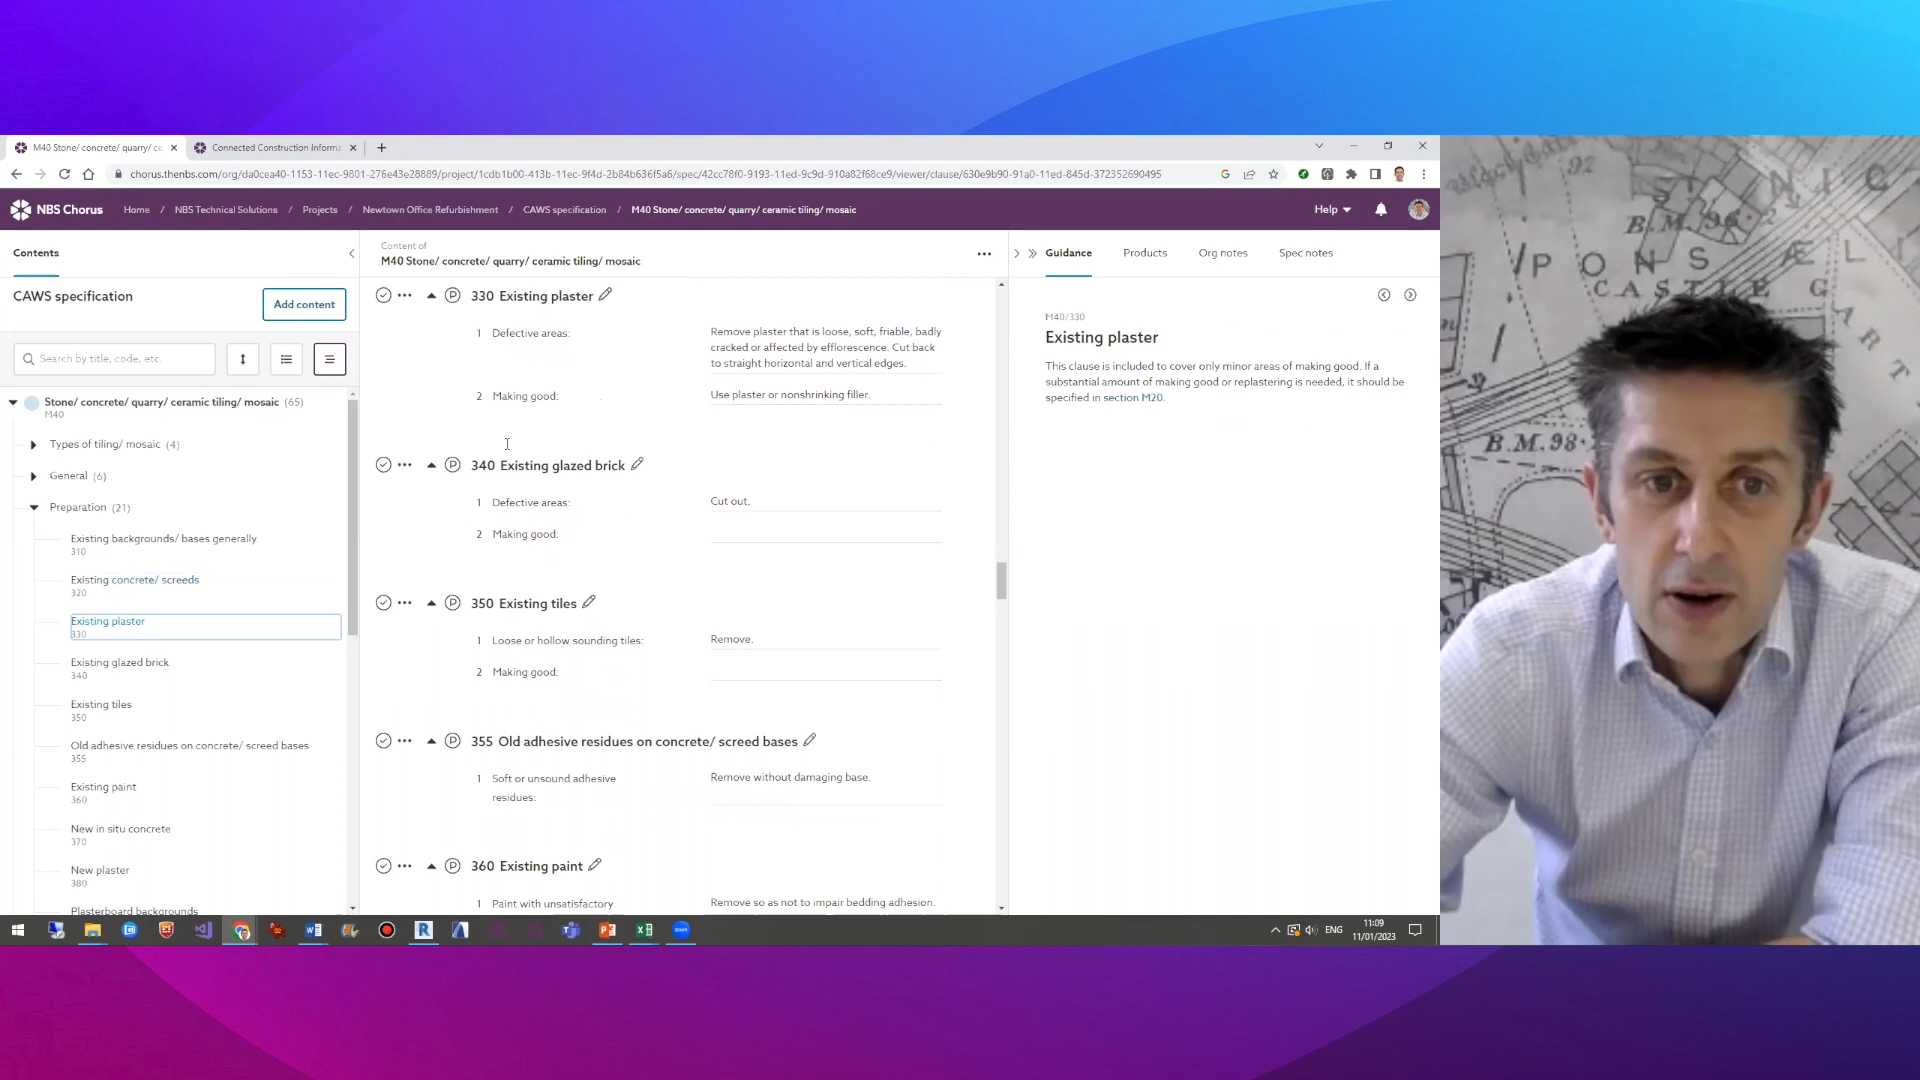 M40 Stone/ concrete/ quarry/ ce
Connected Construction Informa
chorus.thenbs.com/org/da0cea40-1153-11ec-9801-276e43e28889/project/1cdb1b00-413b-11ec-9f4d-2b84b636f5a6/spec/42cc78f0-9193-11ed-9c9d-910a82f68ce9/viewer/clause/630e9b90-91a0-11ed-845d-372352690495
NBS Chorus
Home / NBS Technical Solutions / Projects / Newtown Office Refurbishment / CAWS specification / M40 Stone/ concrete/ quarry/ ceramic tiling/ mosaic
Help
Contents
CAWS specification
Add content
Search by title, code, etc.
Stone/ concrete/ quarry/ ceramic tiling/ mosaic (65)
M40
Types of tiling/ mosaic (4)
General (6)
Preparation (21)
Existing backgrounds/ bases generally
310
Existing concrete/ screeds
320
Existing plaster
330
Existing glazed brick
340
Existing tiles
350
Old adhesive residues on concrete/ screed bases
355
Existing paint
360
New in situ concrete
370
New plaster
380
Plasterboard backgrounds
Content of
M40 Stone/ concrete/ quarry/ ceramic tiling/ mosaic
P 330 Existing plaster
1 Defective areas:
Remove plaster that is loose, soft, friable, badly
cracked or affected by efflorescence. Cut back
to straight horizontal and vertical edges.
2 Making good:
Use plaster or nonshrinking filler.
P 340 Existing glazed brick
1 Defective areas:
Cut out.
2 Making good:
P 350 Existing tiles
1 Loose or hollow sounding tiles:
Remove.
2 Making good:
P 355 Old adhesive residues on concrete/ screed bases
1 Soft or unsound adhesive
residues:
Remove without damaging base.
P 360 Existing paint
1 Paint with unsatisfactory
Remove so as not to impair bedding adhesion.
Guidance
Products
Org notes
Spec notes
M40/330
Existing plaster
This clause is included to cover only minor areas of making good. If a
substantial amount of making good or replastering is needed, it should be
specified in section M20.
ENG
11:09
11/01/2023
B.M. 96
PONS
CASTLE G
B.M. 98